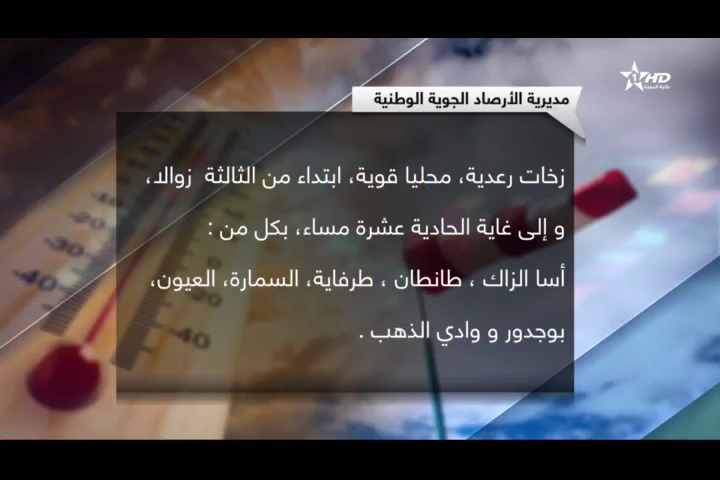 HD
مديرية الأرصاد الجوية الوطنية
زخات رعدية، محليا قوية، ابتداء من الثالثة زوالا،
و إلى غاية الحادية عشرة مساء، بكل من :
أسا الزاك ، طانطان ، طرفاية، السمارة، العيون،
بوجدور و وادي الذهب .